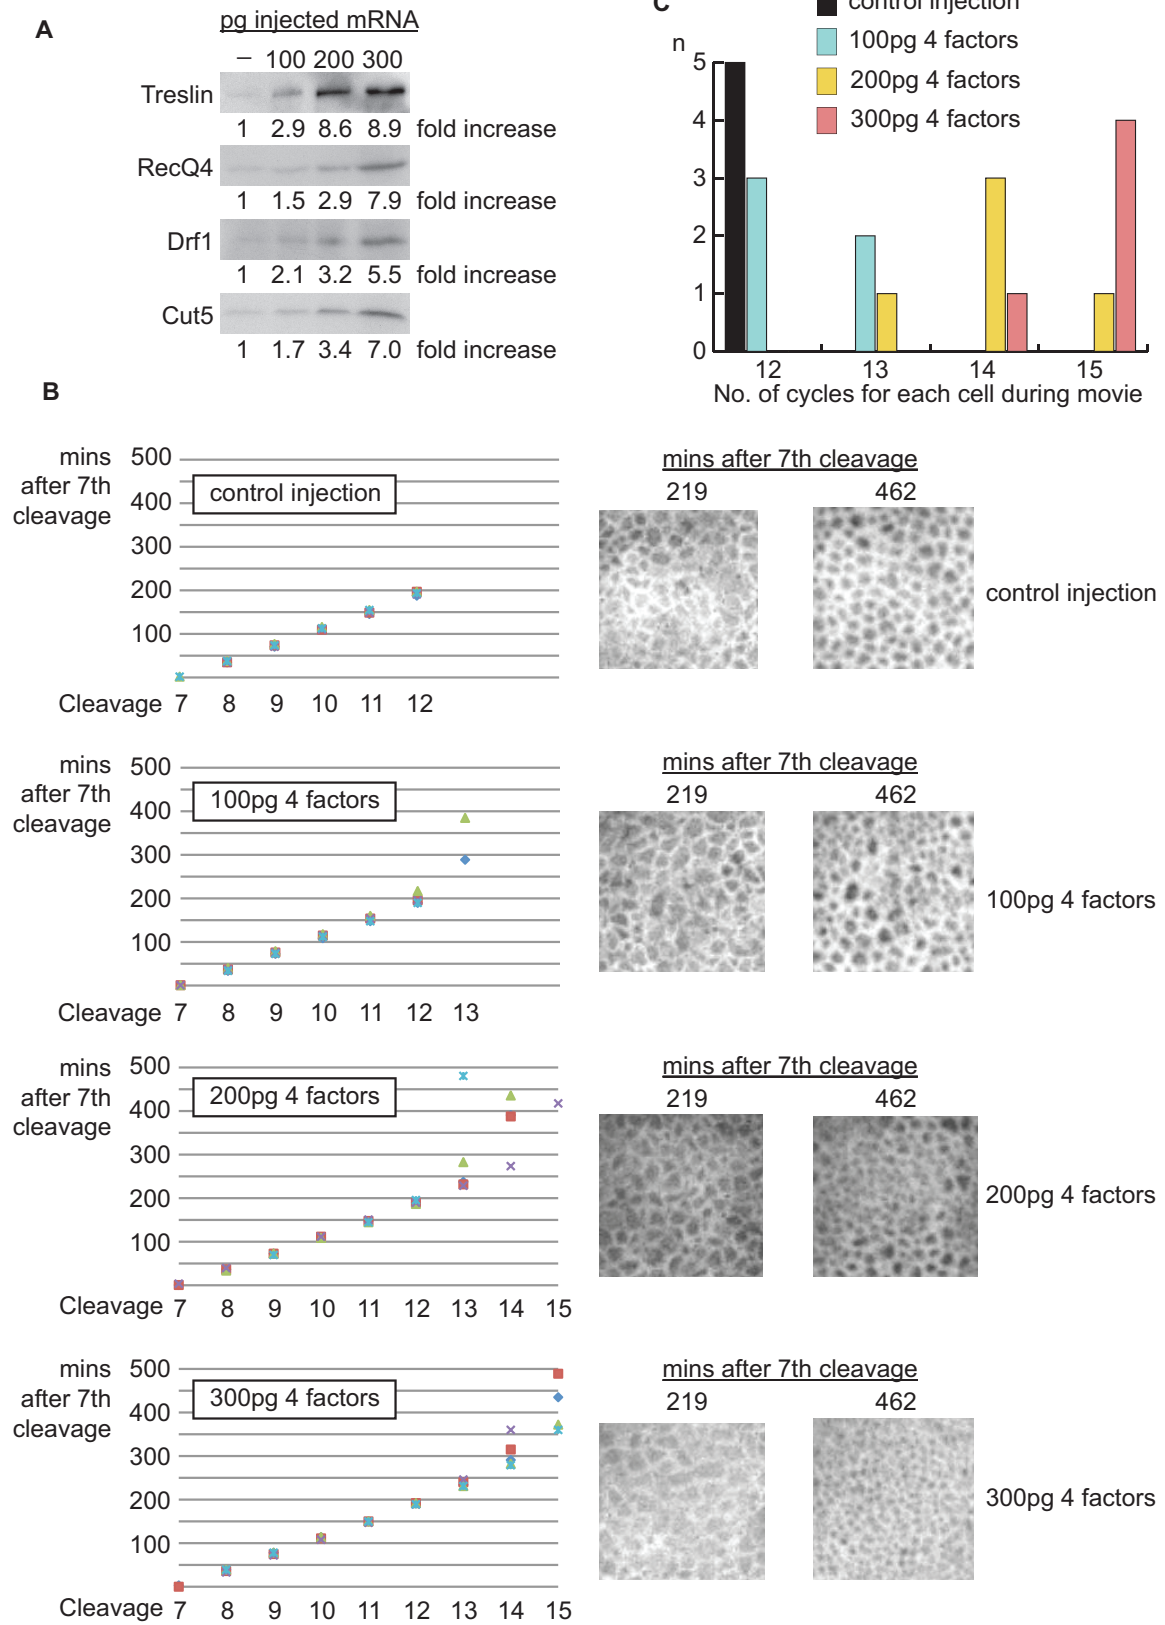 A
pg injected mRNA
– 100 200 300
Treslin
1 2.9 8.6 8.9 fold increase
RecQ4
1 1.5 2.9 7.9 fold increase
Drf1
1 2.1 3.2 5.5 fold increase
Cut5
1 1.7 3.4 7.0 fold increase
C
control injection
100pg 4 factors
200pg 4 factors
300pg 4 factors
n
5
4
3
2
1
0
12 13 14 15
No. of cycles for each cell during movie
B
mins after 7th cleavage
500
400
300
200
100
control injection
Cleavage 7 8 9 10 11 12
mins after 7th cleavage
219 462
control injection
mins after 7th cleavage
500
400
300
200
100
100pg 4 factors
Cleavage 7 8 9 10 11 12 13
mins after 7th cleavage
219 462
100pg 4 factors
mins after 7th cleavage
500
400
300
200
100
200pg 4 factors
Cleavage 7 8 9 10 11 12 13 14 15
mins after 7th cleavage
219 462
200pg 4 factors
mins after 7th cleavage
500
400
300
200
100
300pg 4 factors
Cleavage 7 8 9 10 11 12 13 14 15
mins after 7th cleavage
219 462
300pg 4 factors